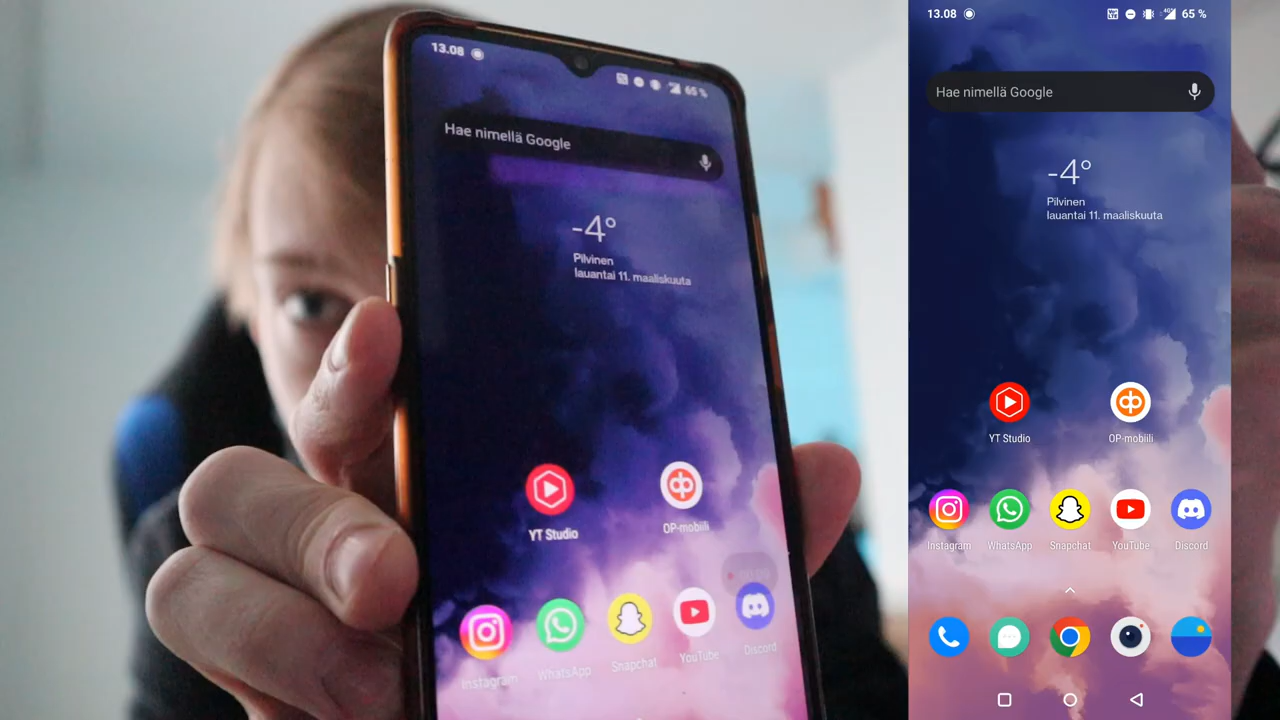 13.08
65 %
Hae nimellä Google
-4°
Pilvinen
lauantai 11. maaliskuuta
YT Studio
OP-mobiili
Instagram
WhatsApp
Snapchat
YouTube
Discord
13.08
4G+
65 %
Hae nimellä Google
-4°
Pilvinen
lauantai 11. maaliskuuta
YT Studio
OP-mobiili
Instagram
WhatsApp
Snapchat
YouTube
Discord